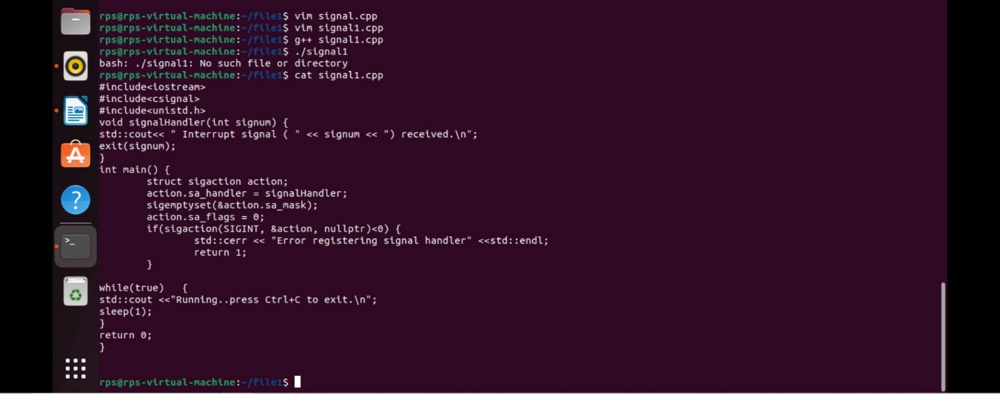 rps@rps-virtual-machine:~/file1$ vim signal.cpp
rps@rps-virtual-machine:~/file1$ vim signal1.cpp
rps@rps-virtual-machine:~/file1$ g++ signal1.cpp
rps@rps-virtual-machine:~/file1$ ./signal1
bash: ./signal1: No such file or directory
rps@rps-virtual-machine:~/file1$ cat signal1.cpp
#include<iostream>
#include<csignal>
#include<unistd.h>
void signalHandler(int signum) {
std::cout<< " Interrupt signal ( " << signum << ") received.\n";
exit(signum);
}
int main() {
        struct sigaction action;
        action.sa_handler = signalHandler;
        sigemptyset(&action.sa_mask);
        action.sa_flags = 0;
        if(sigaction(SIGINT, &action, nullptr)<0) {
                std::cerr << "Error registering signal handler" <<std::endl;
                return 1;
        }

while(true)   {
std::cout <<"Running..press Ctrl+C to exit.\n";
sleep(1);
}
return 0;
}


rps@rps-virtual-machine:~/file1$